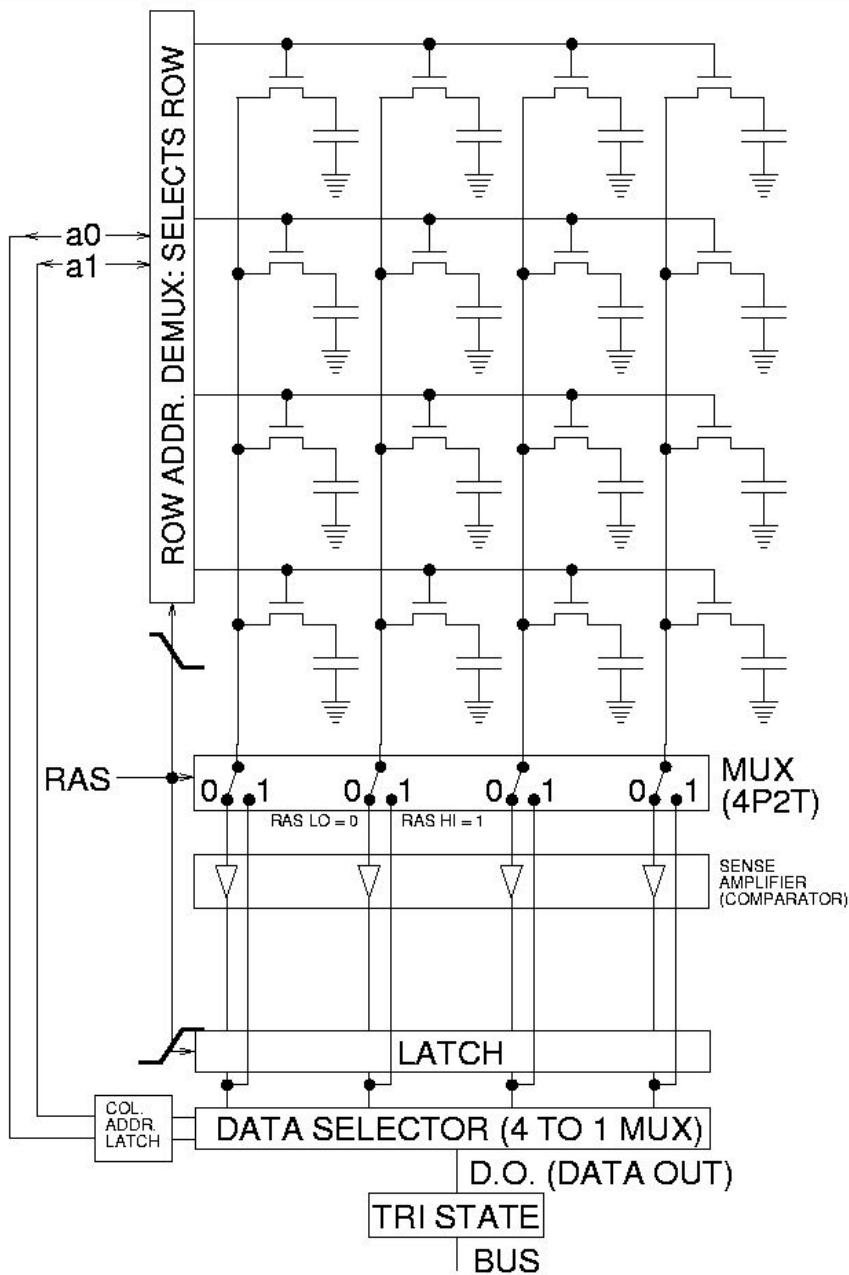 ROW ADDR. DEMUX: SELECTS ROW
a0
a1
RAS
0 1 0 1 0 1 0 1
MUX
(4P2T)
RAS LO = 0 RAS HI = 1
SENSE
AMPLIFIER
(COMPARATOR)
LATCH
COL.
ADDR.
LATCH
DATA SELECTOR (4 TO 1 MUX)
D.O. (DATA OUT)
TRI STATE
BUS